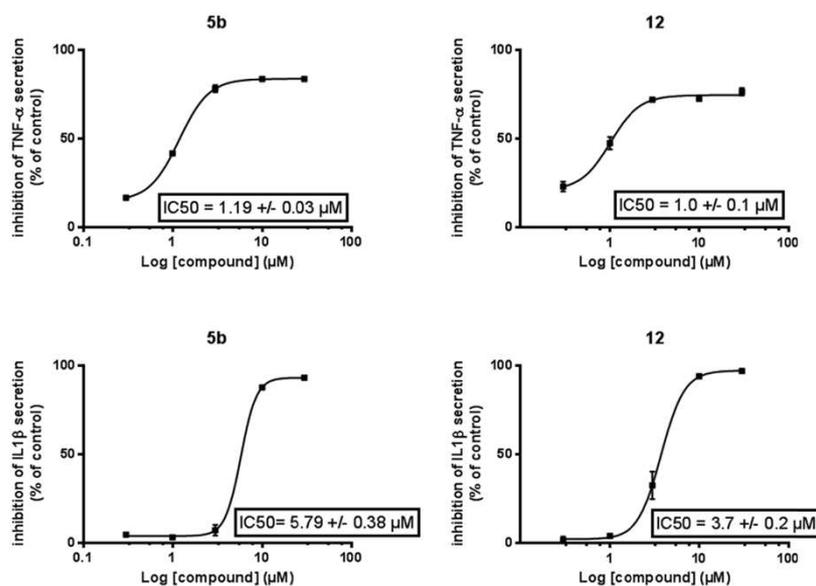 5b
inhibition of TNF-α secretion
(% of control)
100
50
0
0.1
1
10
100
IC50 = 1.19 +/- 0.03 µM
Log [compound] (µM)
12
inhibition of TNF-α secretion
(% of control)
100
50
0
1
10
100
IC50 = 1.0 +/- 0.1 µM
Log [compound] (µM)
5b
inhibition of IL1β secretion
(% of control)
100
50
0
0.1
1
10
100
IC50= 5.79 +/- 0.38 µM
Log [compound] (µM)
12
inhibition of IL1β secretion
(% of control)
100
50
0
1
10
100
IC50 = 3.7 +/- 0.2 µM
Log [compound] (µM)